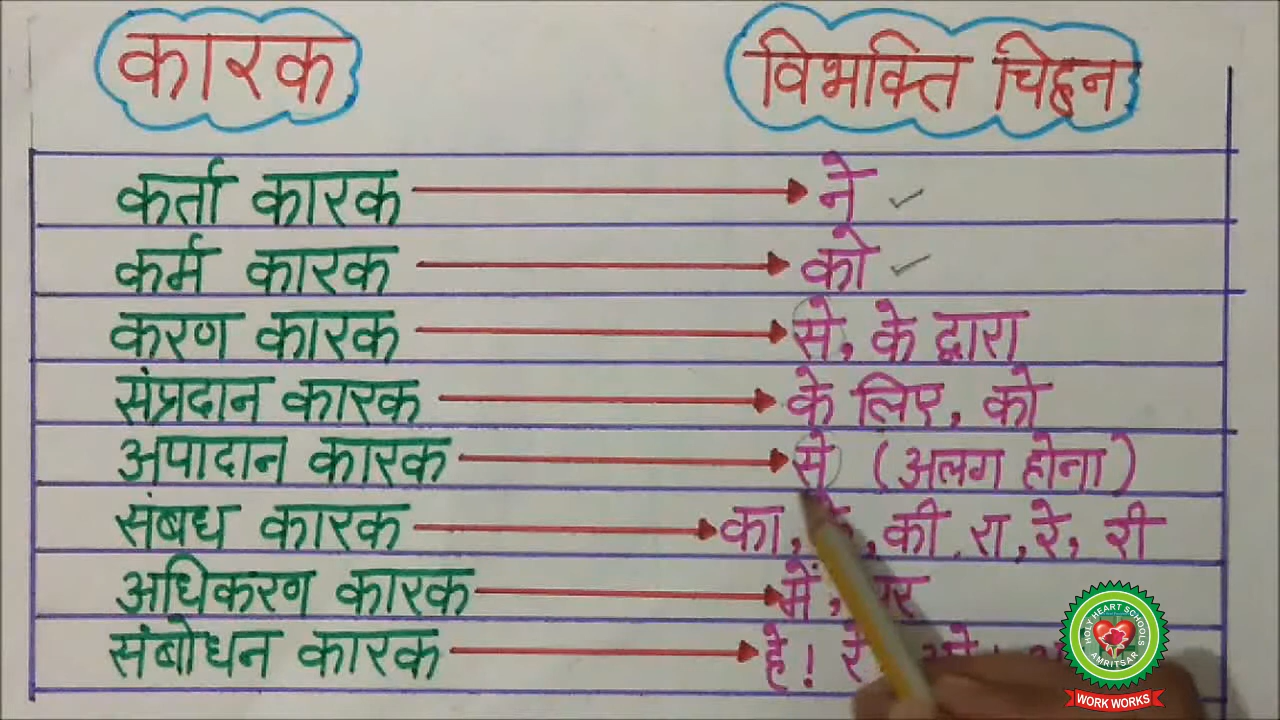 कारक विभक्ति चिह्न
कर्ता कारक ने
कर्म कारक को
करण कारक से, के द्वारा
संप्रदान कारक के लिए, को
अपादान कारक से (अलग होना)
संबध कारक का, की, रा, रे, री
अधिकरण कारक में,
संबोधन कारक हे!
HOLY HEART SCHOOLS
AMRITSAR
WORK WORKS